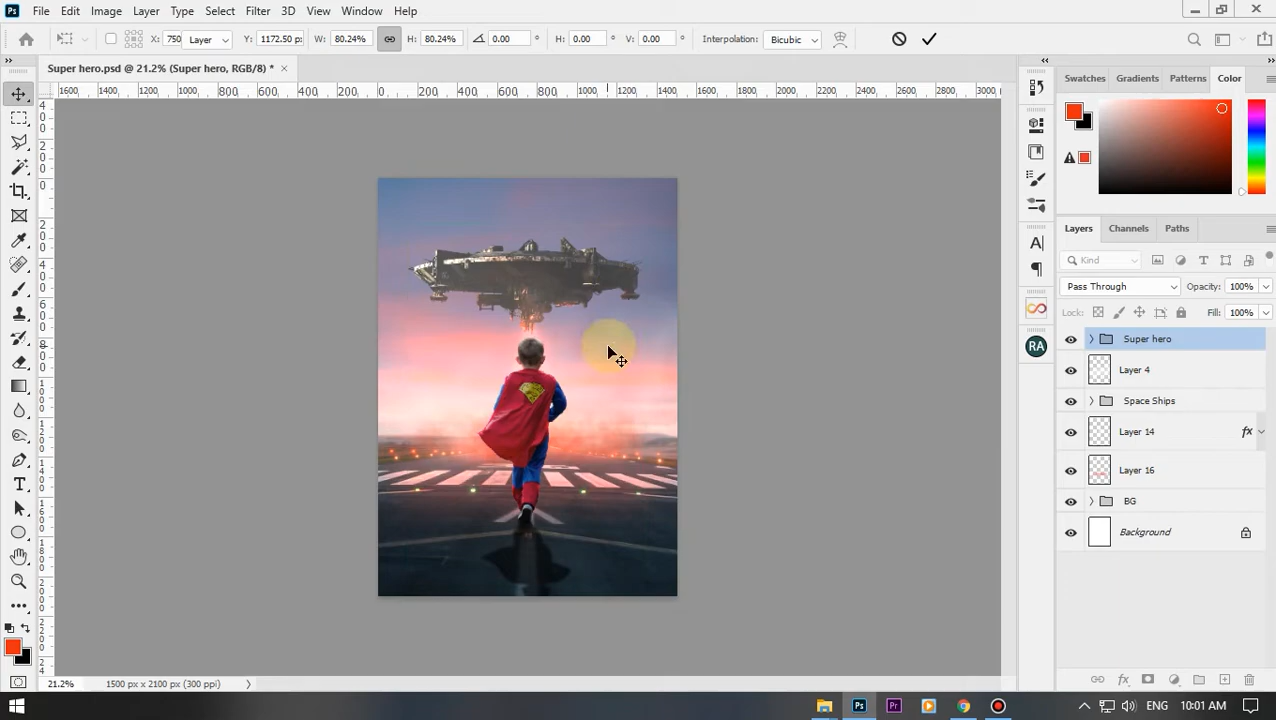 Ps File Edit Image Layer Type Select Filter 3D View Window Help
X: 750 Layer Y: 1172.50 px W: 80.24% H: 80.24% 0.00 ° H: 0.00 ° V: 0.00 ° Interpolation: Bicubic
Super hero.psd @ 21.2% (Super hero, RGB/8) * ×
1600 1400 1200 1000 800 600 400 200 0 200 400 600 800 1000 1200 1400 1600 1800 2000 2200 2400 2600 2800 3000
Swatches Gradients Patterns Color
Layers Channels Paths
Kind
Pass Through Opacity: 100%
Lock: Fill: 100%
Super hero
Layer 4
Space Ships
Layer 14 fx
Layer 16
BG
Background
RA
21.2% 1500 px x 2100 px (300 ppi)
Ps Pr ENG 10:01 AM